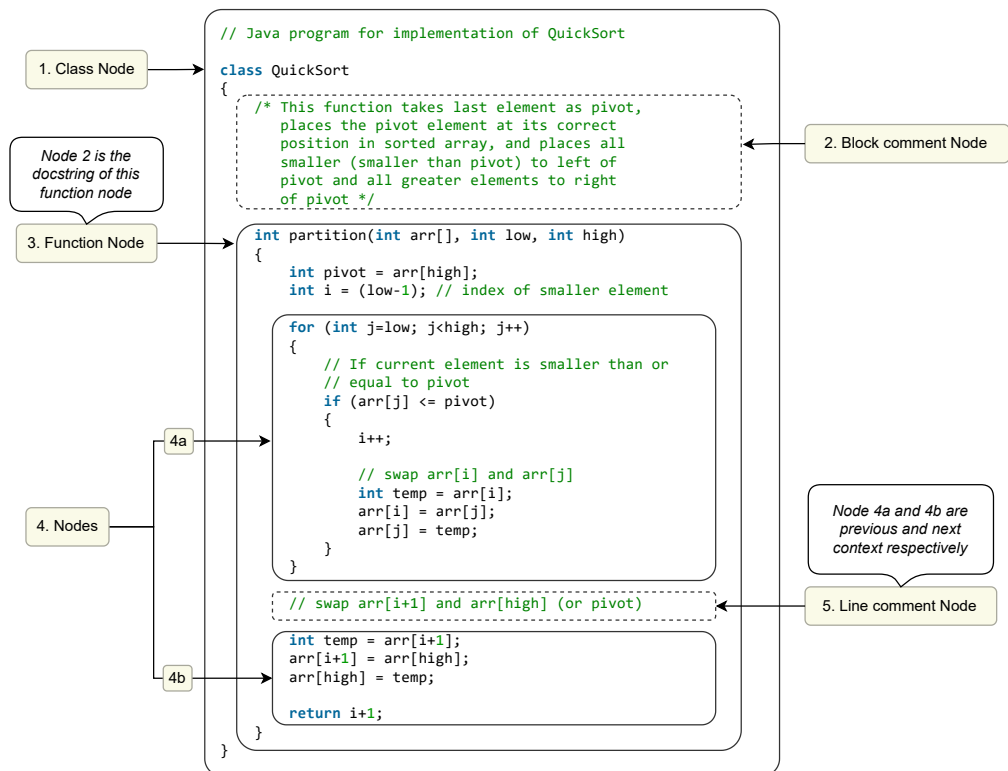 // Java program for implementation of QuickSort
1. Class Node
class QuickSort
{
/* This function takes last element as pivot,
places the pivot element at its correct
position in sorted array, and places all
smaller (smaller than pivot) to left of
pivot and all greater elements to right
of pivot */
2. Block comment Node
Node 2 is the
docstring of this
function node
3. Function Node
int partition(int arr[], int low, int high)
{
int pivot = arr[high];
int i = (low-1); // index of smaller element
for (int j=low; j<high; j++)
{
// If current element is smaller than or
// equal to pivot
if (arr[j] <= pivot)
{
i++;
// swap arr[i] and arr[j]
int temp = arr[i];
arr[i] = arr[j];
arr[j] = temp;
}
}
4a
4. Nodes
4b
Node 4a and 4b are
previous and next
context respectively
5. Line comment Node
// swap arr[i+1] and arr[high] (or pivot)
int temp = arr[i+1];
arr[i+1] = arr[high];
arr[high] = temp;
return i+1;
}
}